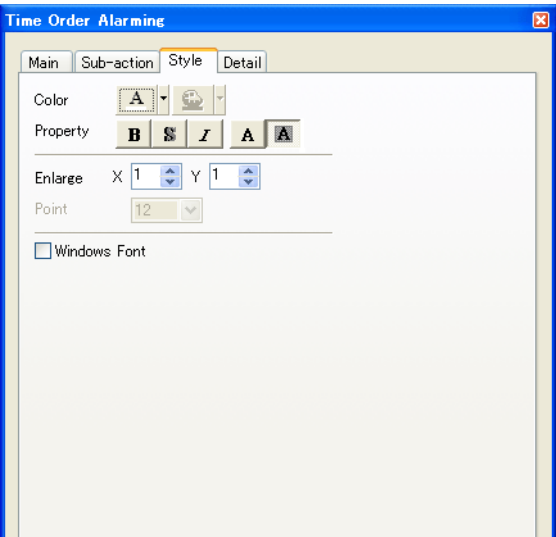 Time Order Alarming
Main Sub-action Style Detail
Color A
Property B S I A A
Enlarge X 1 Y 1
Point 12
Windows Font